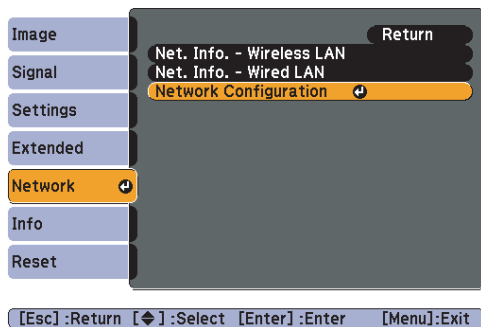 Image
Signal
Settings
Extended
Network
Info
Reset
Return
Net. Info. - Wireless LAN
Net. Info. - Wired LAN
Network Configuration
[Esc] :Return [◆] :Select [Enter] :Enter [Menu]:Exit